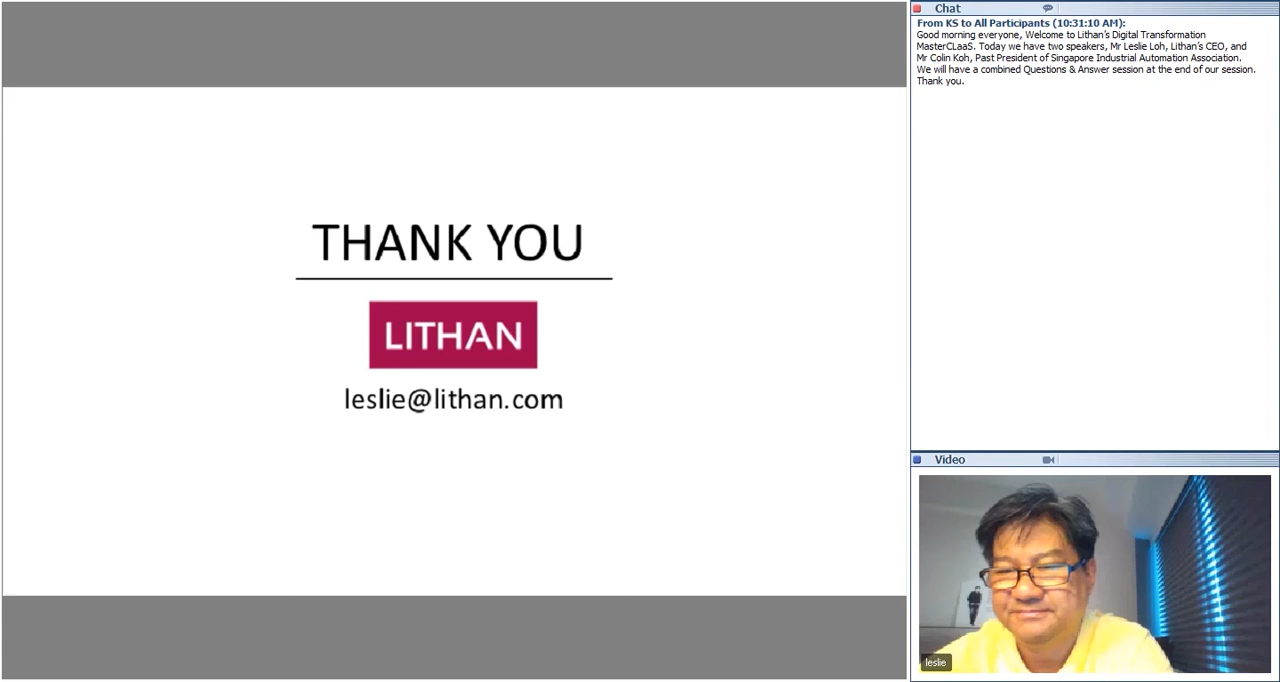 THANK YOU
LITHAN
leslie@lithan.com
Chat
From KS to All Participants (10:31:10 AM):
Good morning everyone, Welcome to Lithan's Digital Transformation
MasterCLaaS. Today we have two speakers, Mr Leslie Loh, Lithan's CEO, and
Mr Colin Koh, Past President of Singapore Industrial Automation Association.
We will have a combined Questions & Answer session at the end of our session.
Thank you.
Video
leslie